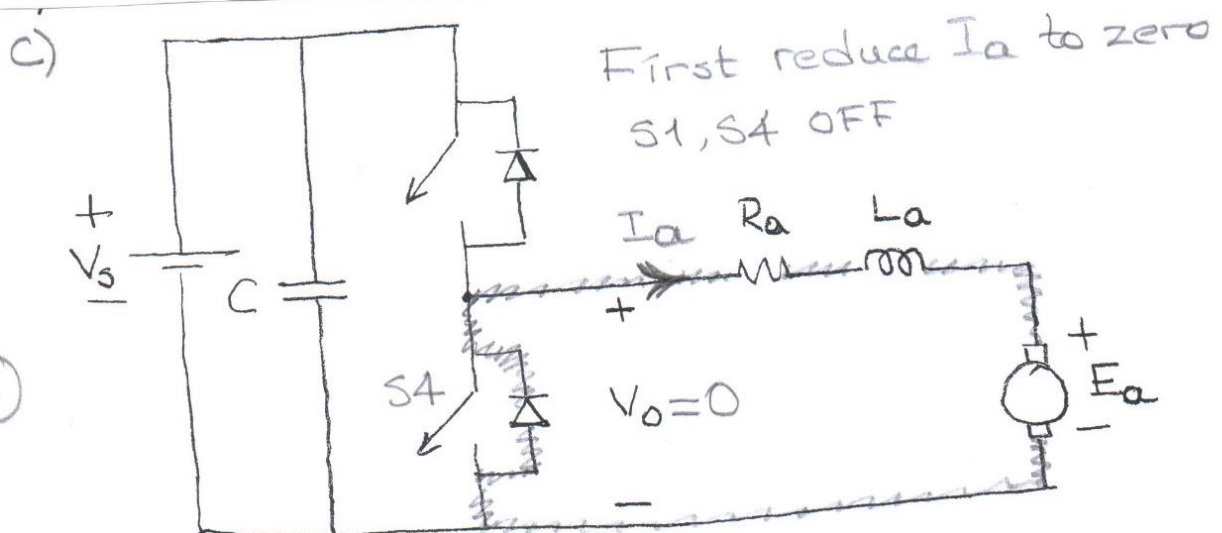 C)
First reduce Ia to zero
S1, S4 OFF
+
Vs
−
C
Ia
Ra
La
+
S4
Vo=0
−
+
Ea
−